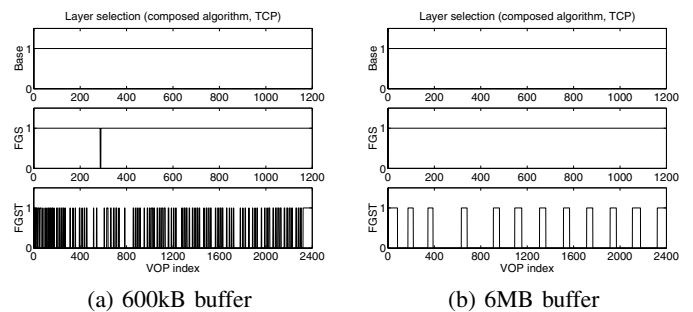 Layer selection (composed algorithm, TCP)
Base
1
0
0 200 400 600 800 1000 1200
FGS
1
0
0 200 400 600 800 1000 1200
FGST
1
0
0 400 800 1200 1600 2000 2400
VOP index
(a) 600kB buffer
Layer selection (composed algorithm, TCP)
Base
1
0
0 200 400 600 800 1000 1200
FGS
1
0
0 200 400 600 800 1000 1200
FGST
1
0
0 400 800 1200 1600 2000 2400
VOP index
(b) 6MB buffer